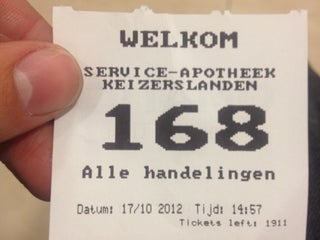 WELKOM
SERVICE-APOTHEEK
KEIZERSLANDEN
168
Alle handelingen
Datum: 17/10 2012 Tijd: 14:57
Tickets left: 1911